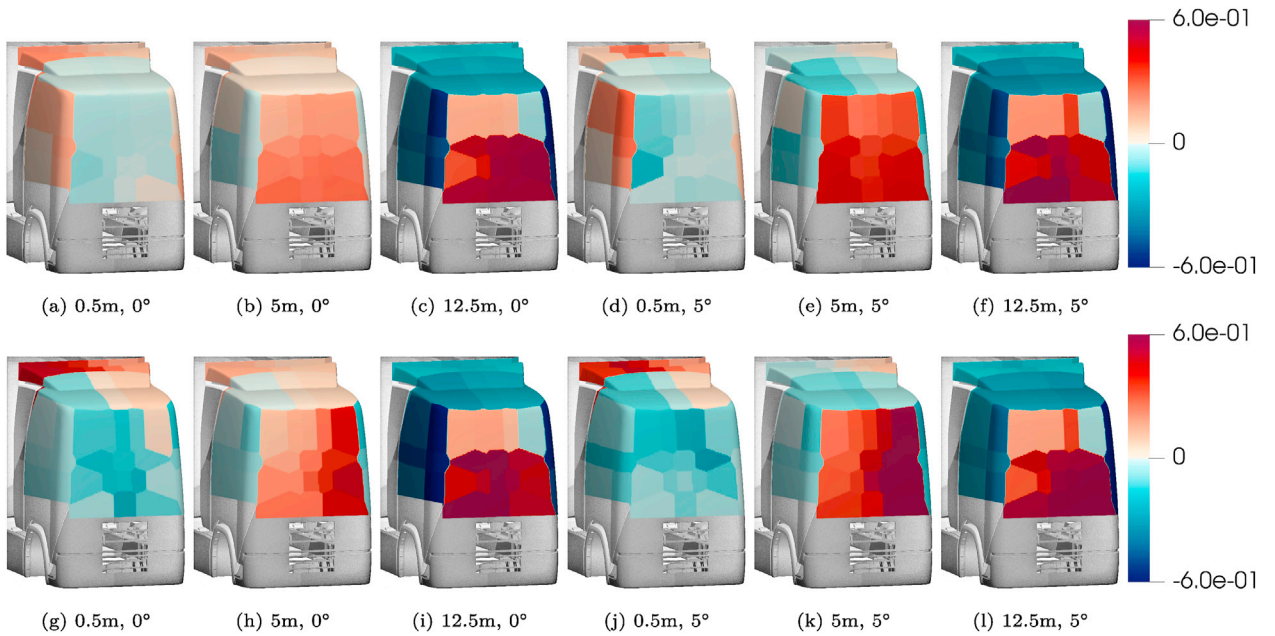 6.0e-01
0
-6.0e-01
(a) 0.5m, 0°
(b) 5m, 0°
(c) 12.5m, 0°
(d) 0.5m, 5°
(e) 5m, 5°
(f) 12.5m, 5°
6.0e-01
0
-6.0e-01
(g) 0.5m, 0°
(h) 5m, 0°
(i) 12.5m, 0°
(j) 0.5m, 5°
(k) 5m, 5°
(l) 12.5m, 5°